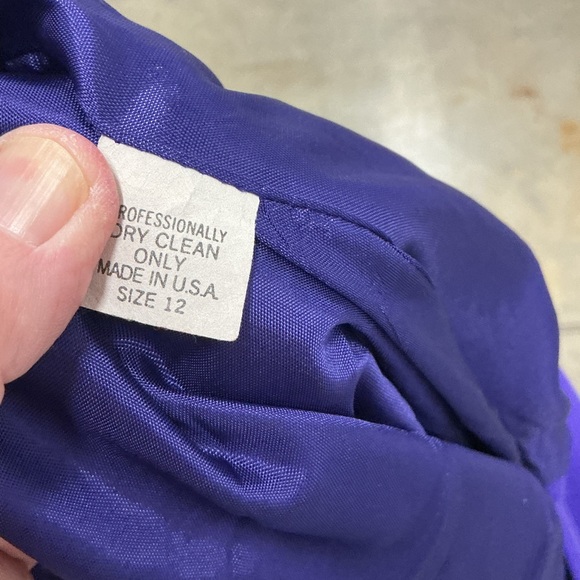 PROFESSIONALLY
DRY CLEAN
ONLY
MADE IN U.S.A.
SIZE 12